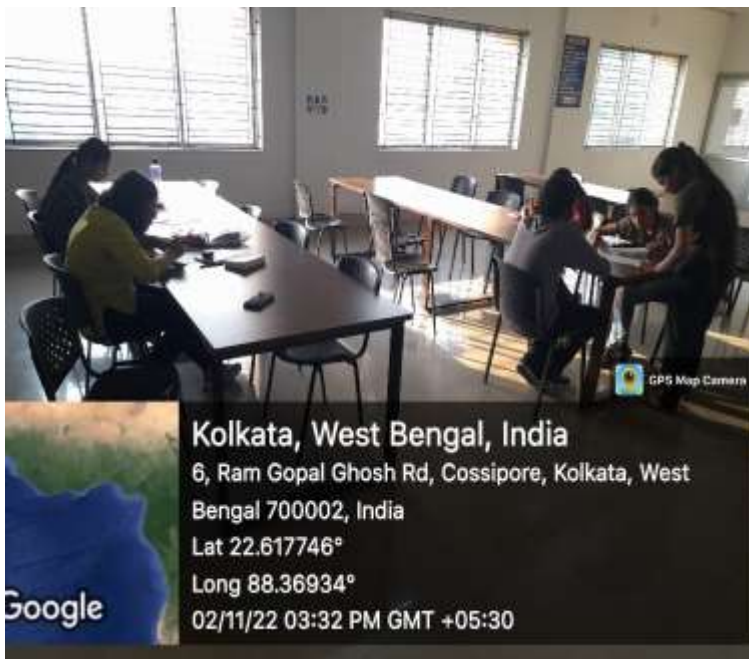 GPS Map Camera
Kolkata, West Bengal, India
6, Ram Gopal Ghosh Rd, Cossipore, Kolkata, West
Bengal 700002, India
Lat 22.617746°
Long 88.36934°
02/11/22 03:32 PM GMT +05:30
Google